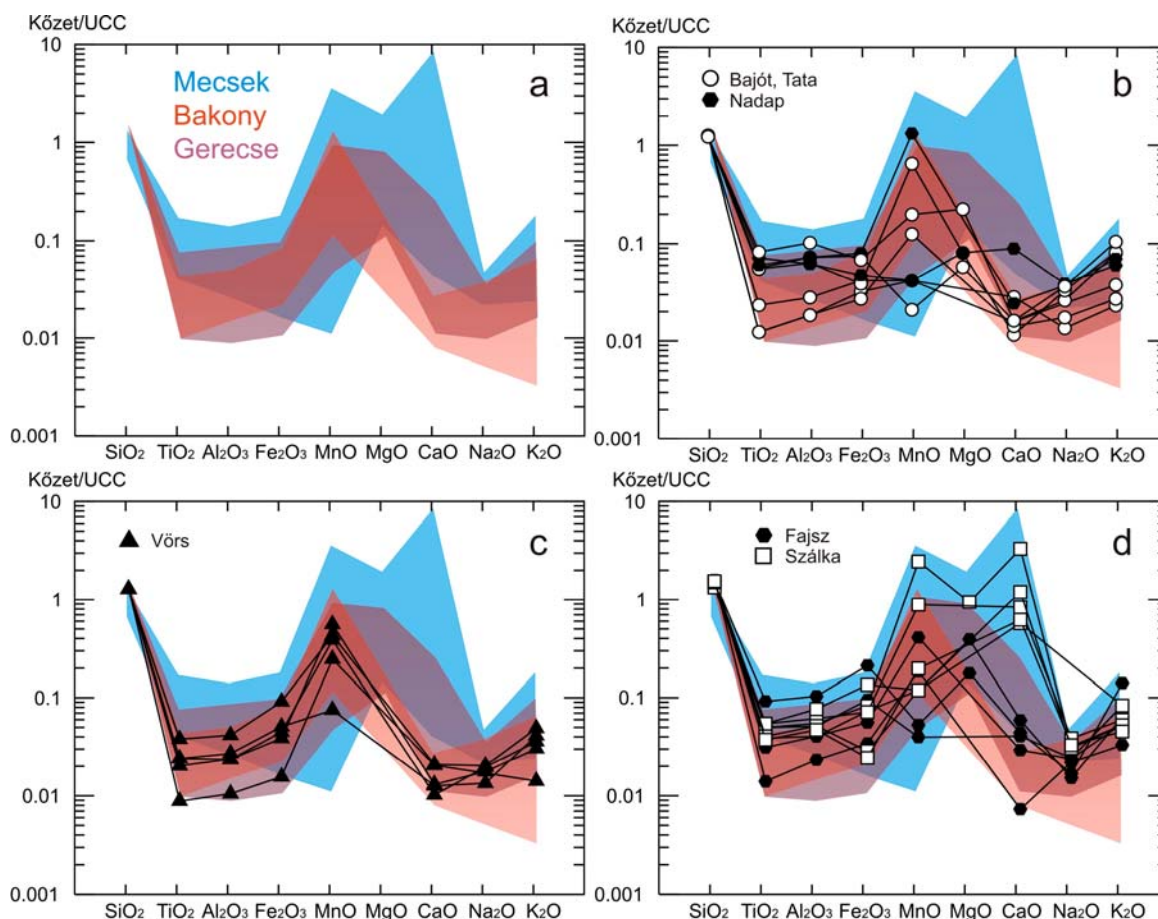 Kőzet/UCC
10
1
0.1
0.01
0.001
Mecsek
Bakony
Gerecse
a
SiO₂ TiO₂ Al₂O₃ Fe₂O₃ MnO MgO CaO Na₂O K₂O
Kőzet/UCC
10
1
0.1
0.01
0.001
Bajót, Tata
Nadap
b
SiO₂ TiO₂ Al₂O₃ Fe₂O₃ MnO MgO CaO Na₂O K₂O
Kőzet/UCC
10
1
0.1
0.01
0.001
Vörs
c
SiO₂ TiO₂ Al₂O₃ Fe₂O₃ MnO MgO CaO Na₂O K₂O
Kőzet/UCC
10
1
0.1
0.01
0.001
Fajsz
Szálka
d
SiO₂ TiO₂ Al₂O₃ Fe₂O₃ MnO MgO CaO Na₂O K₂O